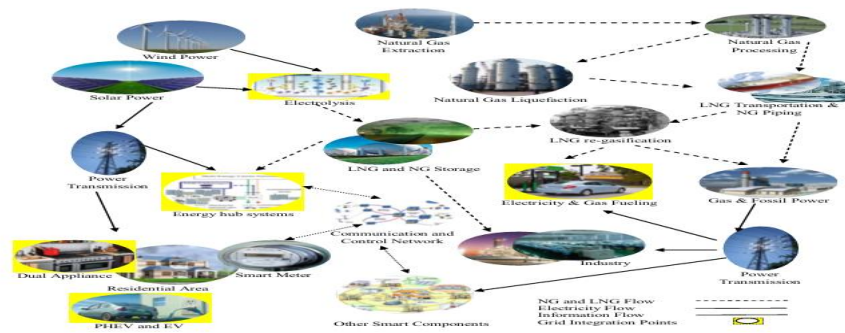 Wind Power
Natural Gas
Extraction
Natural Gas
Processing
Solar Power
Electrolysis
Natural Gas Liquefaction
LNG Transportation &
NG Piping
LNG and NG Storage
LNG re-gasification
Power
Transmission
Energy hub systems
Electricity & Gas Fueling
Gas & Fossil Power
Communication and
Control Network
Dual Appliance
Residential Area
Smart Meter
Industry
Power
Transmission
PHEV and EV
Other Smart Components
NG and LNG Flow
Electricity Flow
Information Flow
Grid Integration Points